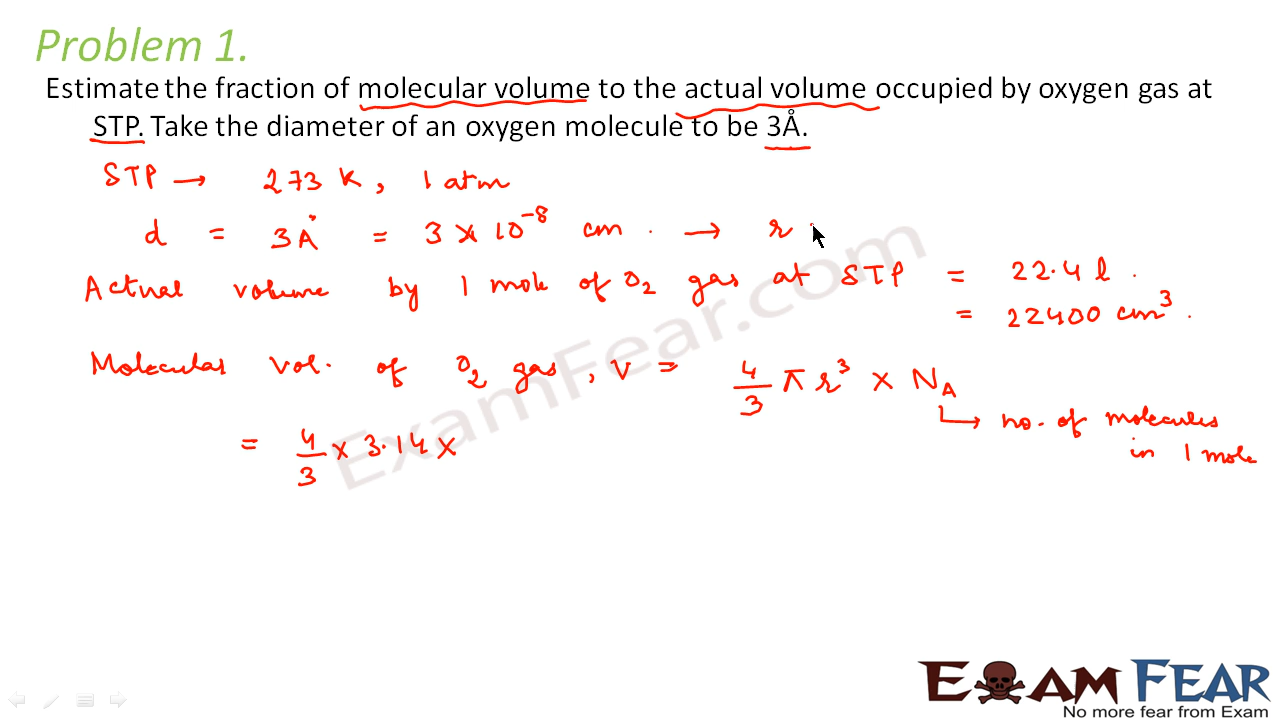 Problem 1.
Estimate the fraction of molecular volume to the actual volume occupied by oxygen gas at
STP. Take the diameter of an oxygen molecule to be 3Å.
STP → 273 K, 1 atm
d = 3Å = 3 × 10⁻⁸ cm. → r
Actual volume by 1 mole of O₂ gas at STP = 22.4 l.
= 22400 cm³.
Molecular vol. of O₂ gas, V = 4/3 π r³ × N_A
↳ no. of molecules
in 1 mole
= 4/3 × 3.14 ×
ExamFear.com
EXAM FEAR
No more fear from Exam